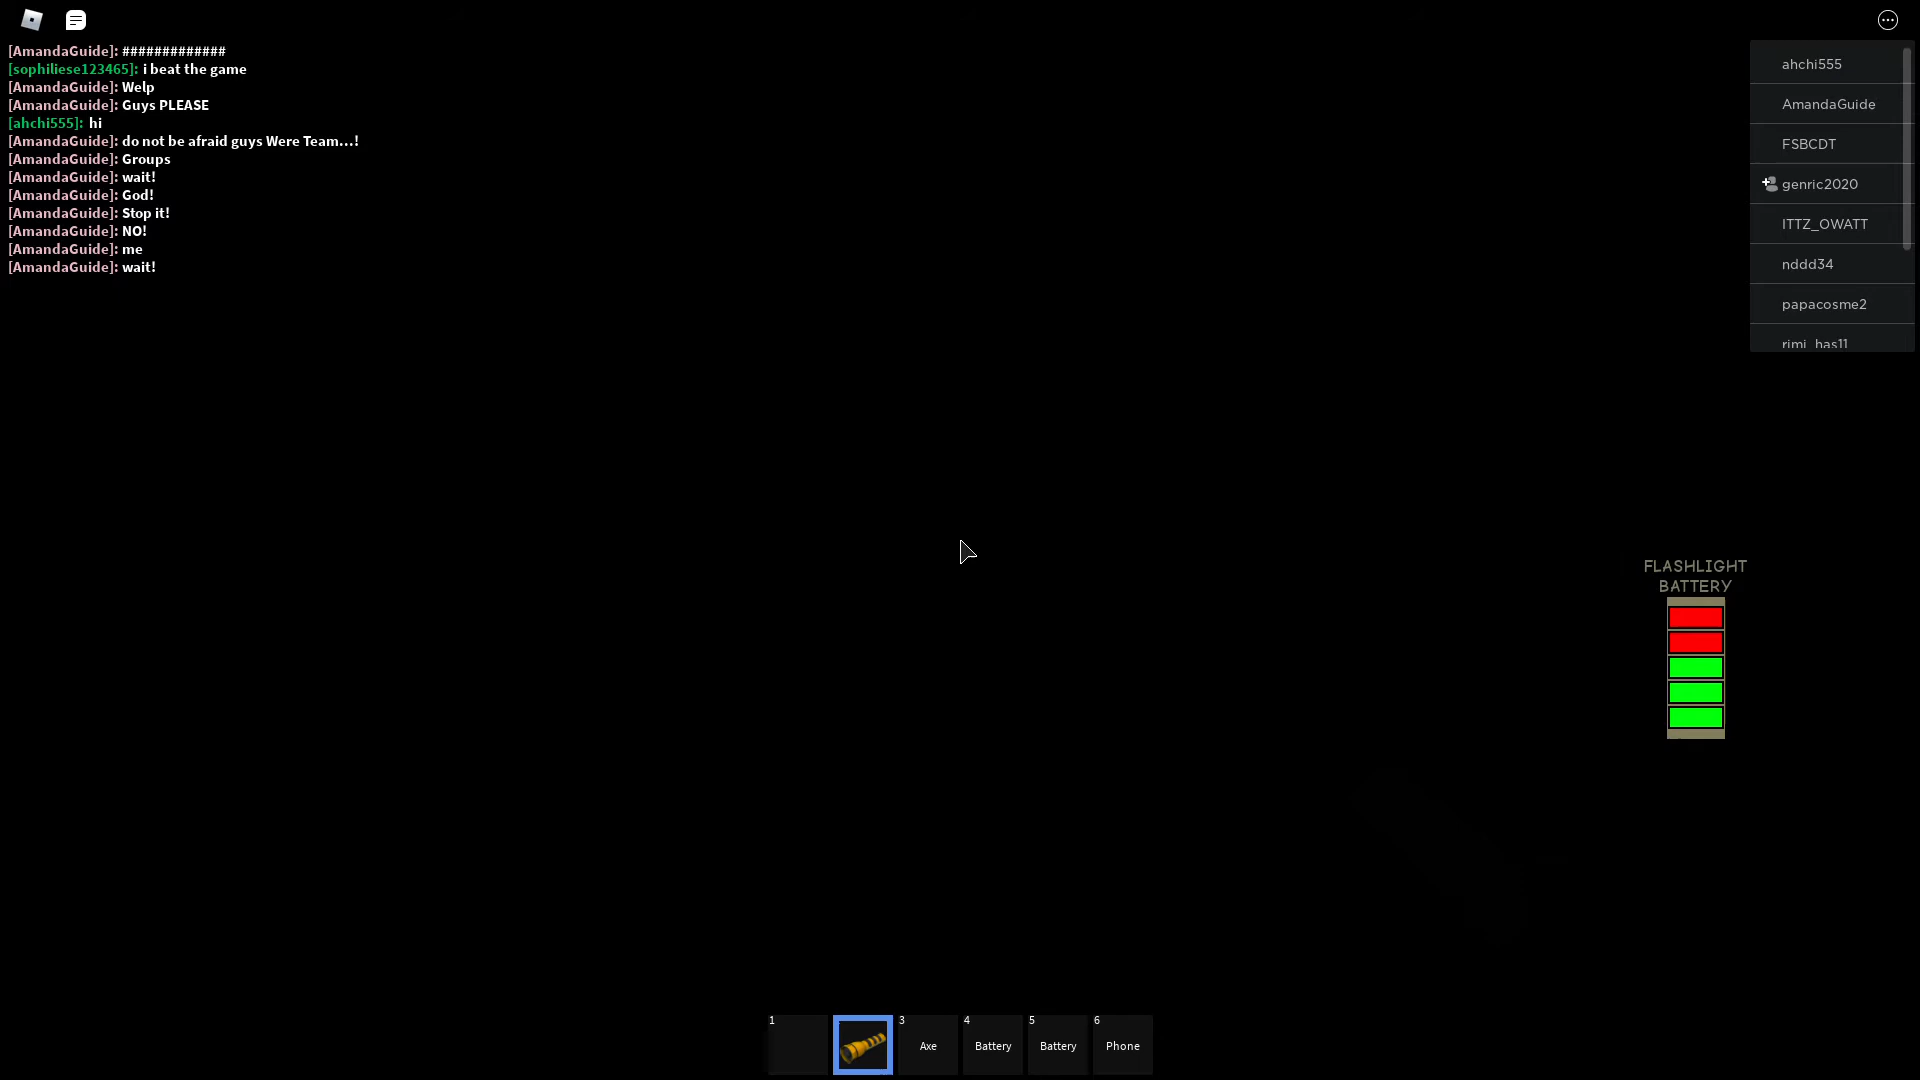 [AmandaGuide]: #############
[sophiliese123465]: i beat the game
[AmandaGuide]: Welp
[AmandaGuide]: Guys PLEASE
[ahchi555]: hi
[AmandaGuide]: do not be afraid guys Were Team...!
[AmandaGuide]: Groups
[AmandaGuide]: wait!
[AmandaGuide]: God!
[AmandaGuide]: Stop it!
[AmandaGuide]: NO!
[AmandaGuide]: me
[AmandaGuide]: wait!
ahchi555
AmandaGuide
FSBCDT
genric2020
ITTZ_OWATT
nddd34
papacosme2
rimi_has11
FLASHLIGHT
BATTERY
1
3
Axe
4
Battery
5
Battery
6
Phone